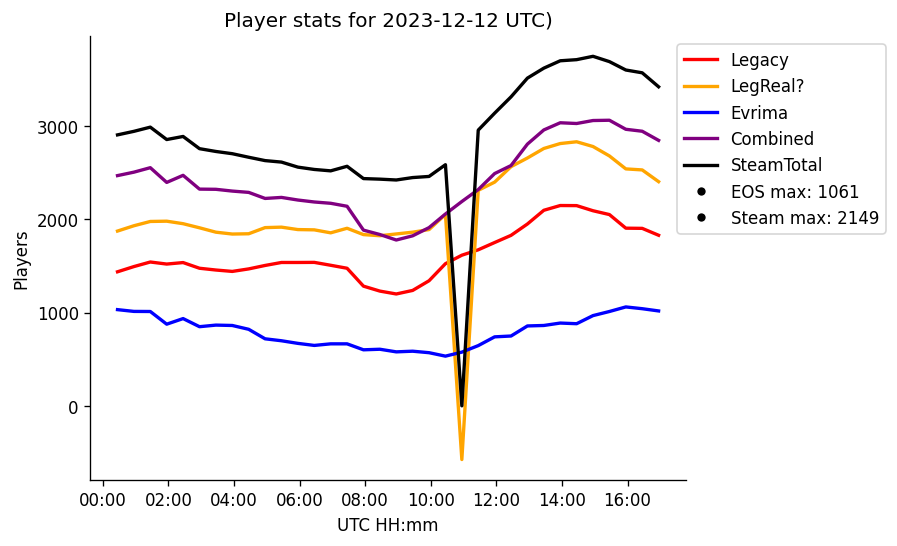 Player stats for 2023-12-12 UTC)
Legacy
LegReal?
Evrima
Combined
SteamTotal
EOS max: 1061
Steam max: 2149
Players
3000
2000
1000
0
00:00 02:00 04:00 06:00 08:00 10:00 12:00 14:00 16:00
UTC HH:mm